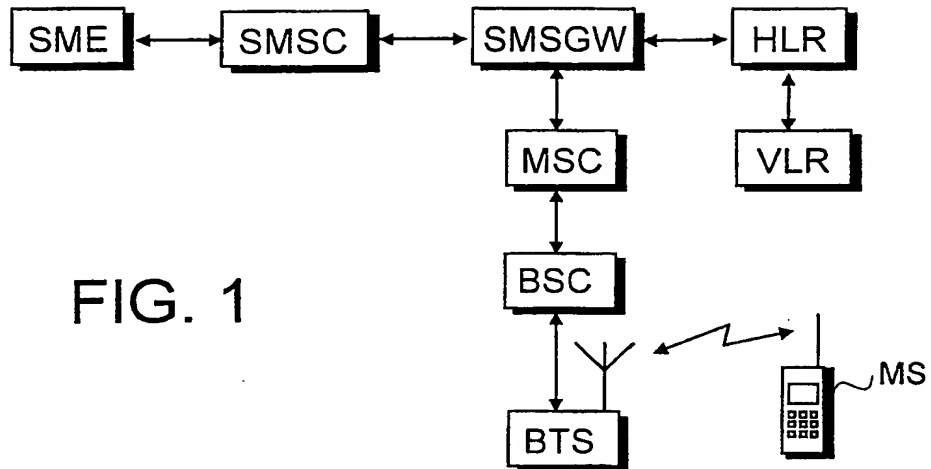 SME SMSC SMSGW HLR
MSC VLR
BSC
FIG. 1
MS
BTS